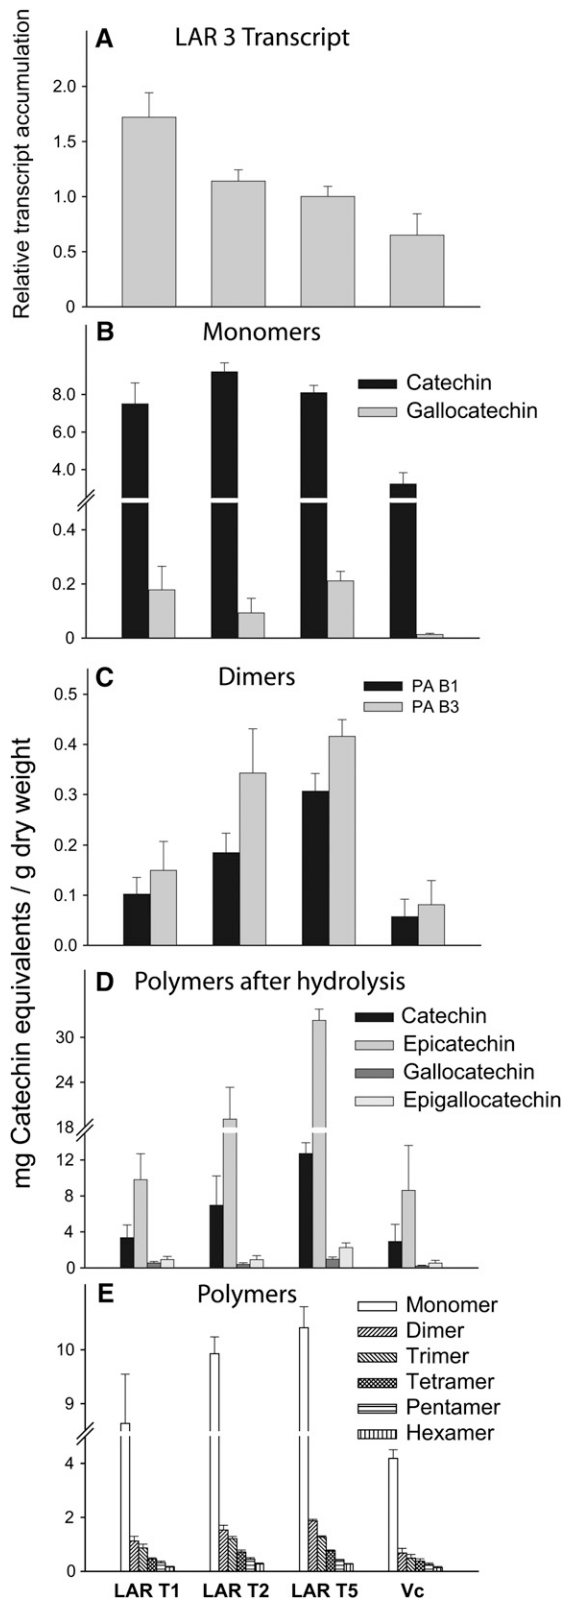 A
LAR 3 Transcript
Relative transcript accumulation
2.0
1.5
1.0
0.5
0
B
Monomers
Catechin
Gallocatechin
8.0
6.0
4.0
0.4
0.2
0
mg Catechin equivalents / g dry weight
C
Dimers
PA B1
PA B3
0.5
0.4
0.3
0.2
0.1
0.0
D
Polymers after hydrolysis
Catechin
Epicatechin
Gallocatechin
Epigallocatechin
30
24
18
12
8
4
0
E
Polymers
Monomer
Dimer
Trimer
Tetramer
Pentamer
Hexamer
10
9
4
2
0
LAR T1 LAR T2 LAR T5 Vc